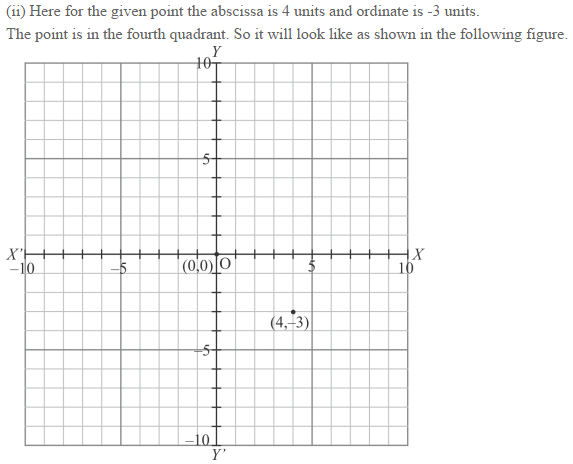 (ii) Here for the given point the abscissa is 4 units and ordinate is -3 units.
The point is in the fourth quadrant. So it will look like as shown in the following figure.
Y
10
5
X' X
-10 -5 (0,0) O 5 10
(4,-3)
-5
-10
Y'